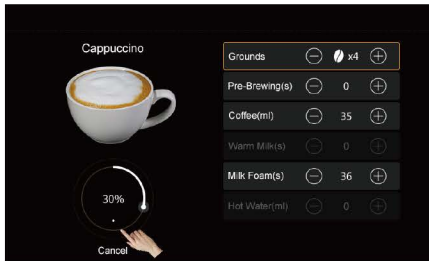 Cappuccino
Grounds x4
Pre-Brewing(s) 0
Coffee(ml) 35
Warm Milk(s) 0
Milk Foam(s) 36
Hot Water(ml) 0
30%
Cancel